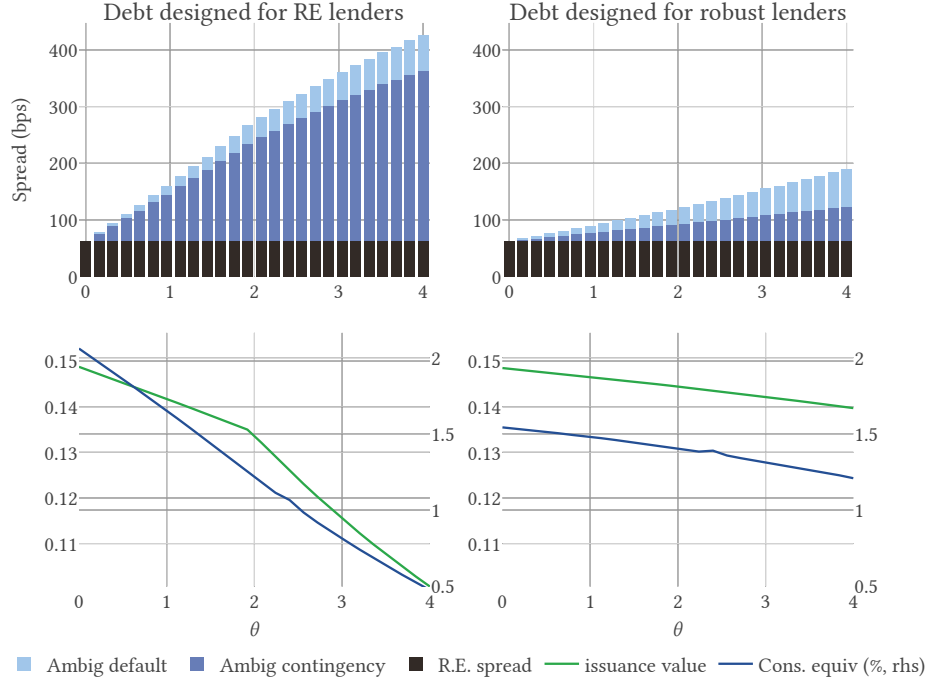 Debt designed for RE lenders
Debt designed for robust lenders
Spread (bps)
400
300
200
100
0
0 1 2 3 4
400
300
200
100
0
0 1 2 3 4
0.15
0.14
0.13
0.12
0.11
2
1.5
1
0.5
0 1 2 3 4
θ
0.15
0.14
0.13
0.12
0.11
2
1.5
1
0.5
0 1 2 3 4
θ
Ambig default Ambig contingency R.E. spread issuance value Cons. equiv (%, rhs)